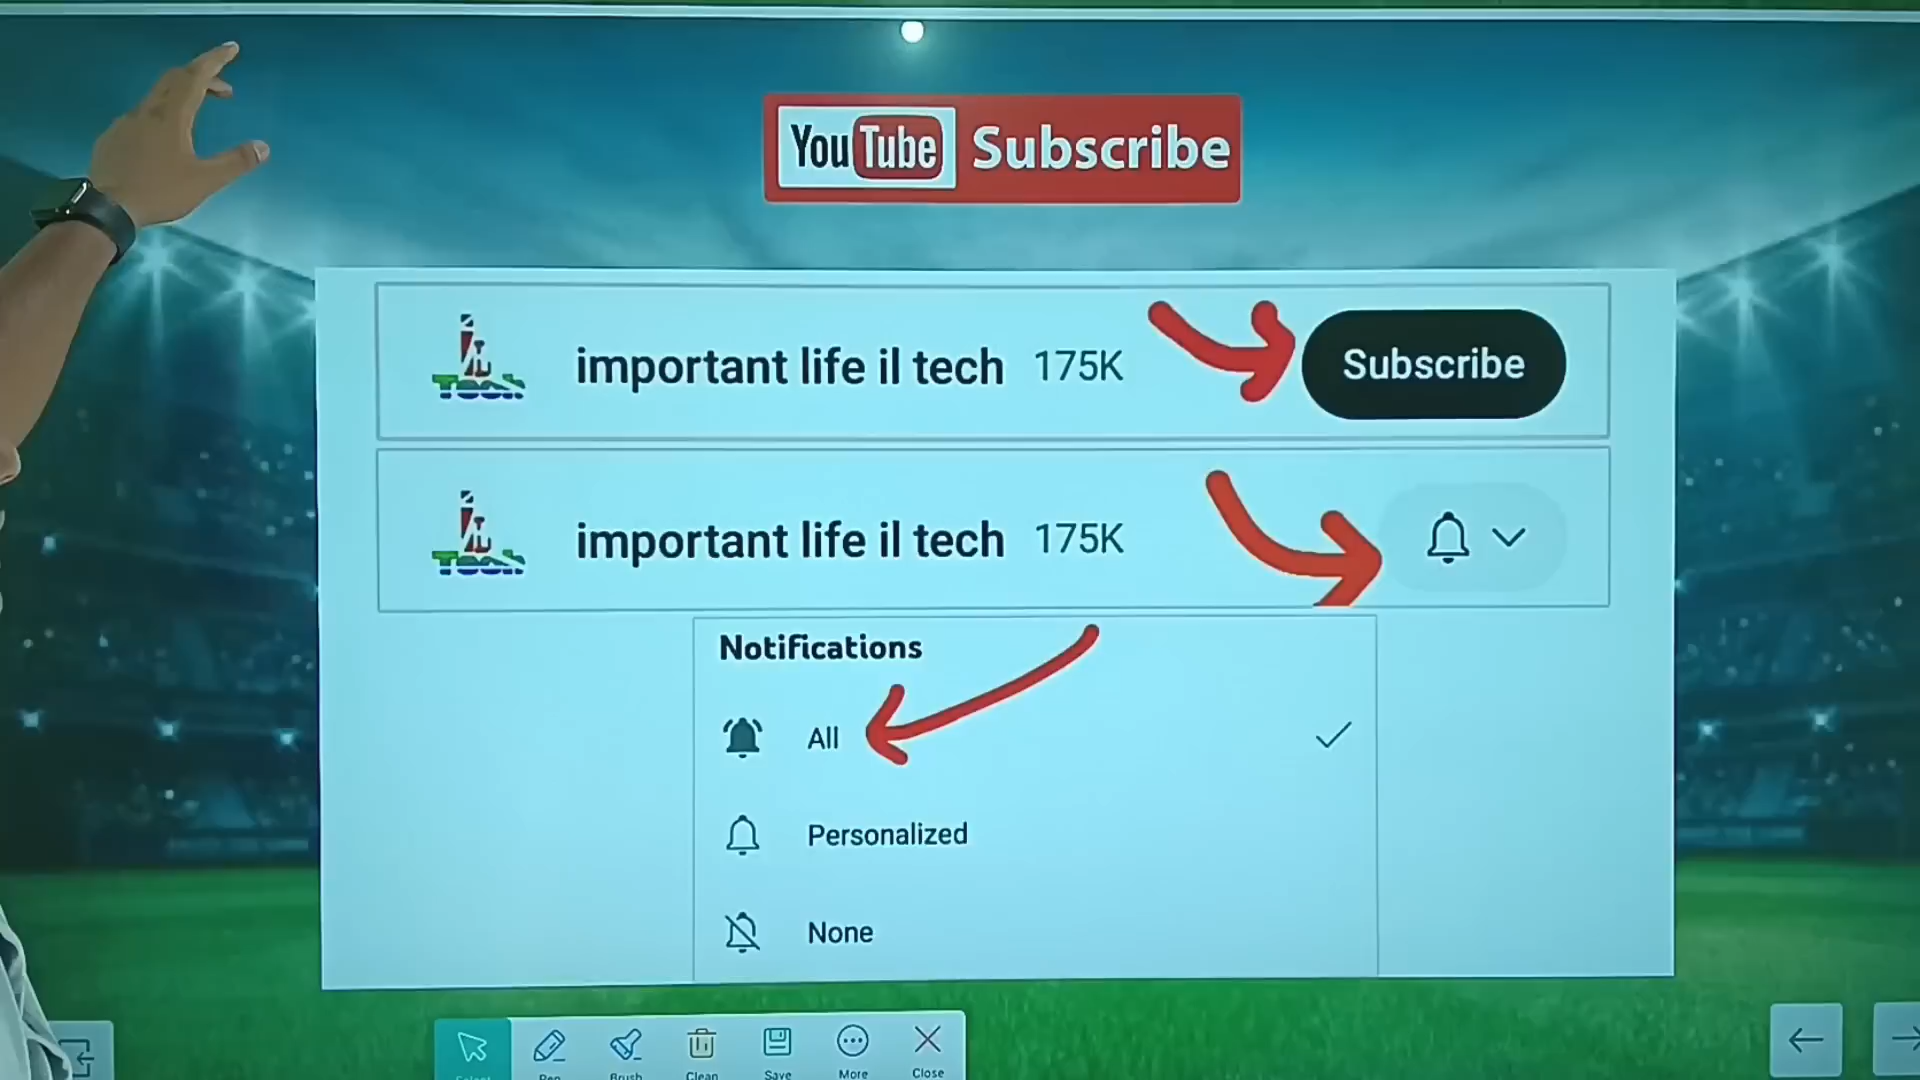 YouTube Subscribe
important life il tech 175K Subscribe
important life il tech 175K
Notifications
All
Personalized
None
Select Pen Brush Clean Save More Close